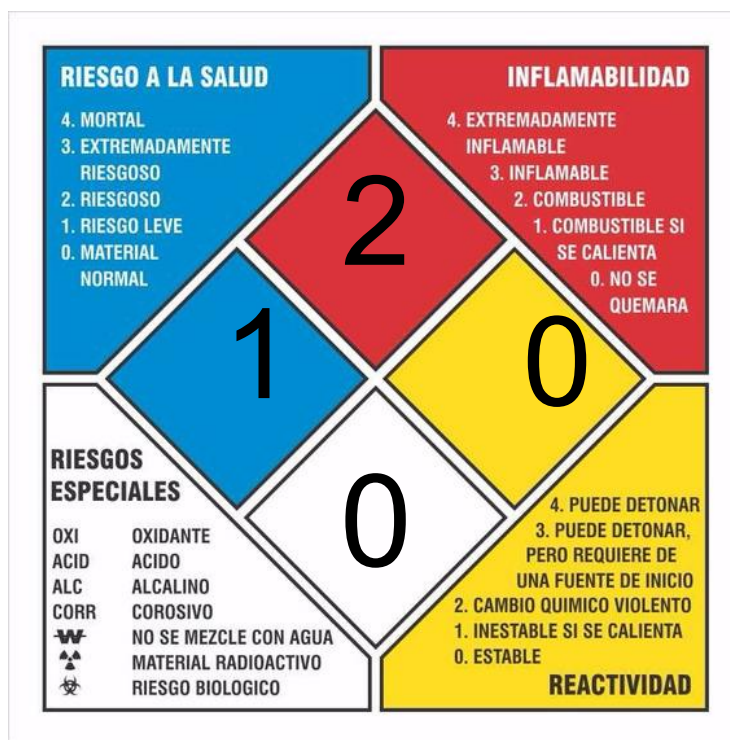 RIESGO A LA SALUD
4. MORTAL
3. EXTREMADAMENTE
RIESGOSO
2. RIESGOSO
1. RIESGO LEVE
0. MATERIAL
NORMAL
INFLAMABILIDAD
4. EXTREMADAMENTE
INFLAMABLE
3. INFLAMABLE
2. COMBUSTIBLE
1. COMBUSTIBLE SI
SE CALIENTA
0. NO SE
QUEMARA
2
1
0
0
RIESGOS
ESPECIALES
OXI OXIDANTE
ACID ACIDO
ALC ALCALINO
CORR COROSIVO
W NO SE MEZCLE CON AGUA
MATERIAL RADIOACTIVO
RIESGO BIOLOGICO
4. PUEDE DETONAR
3. PUEDE DETONAR,
PERO REQUIERE DE
UNA FUENTE DE INICIO
2. CAMBIO QUIMICO VIOLENTO
1. INESTABLE SI SE CALIENTA
0. ESTABLE
REACTIVIDAD